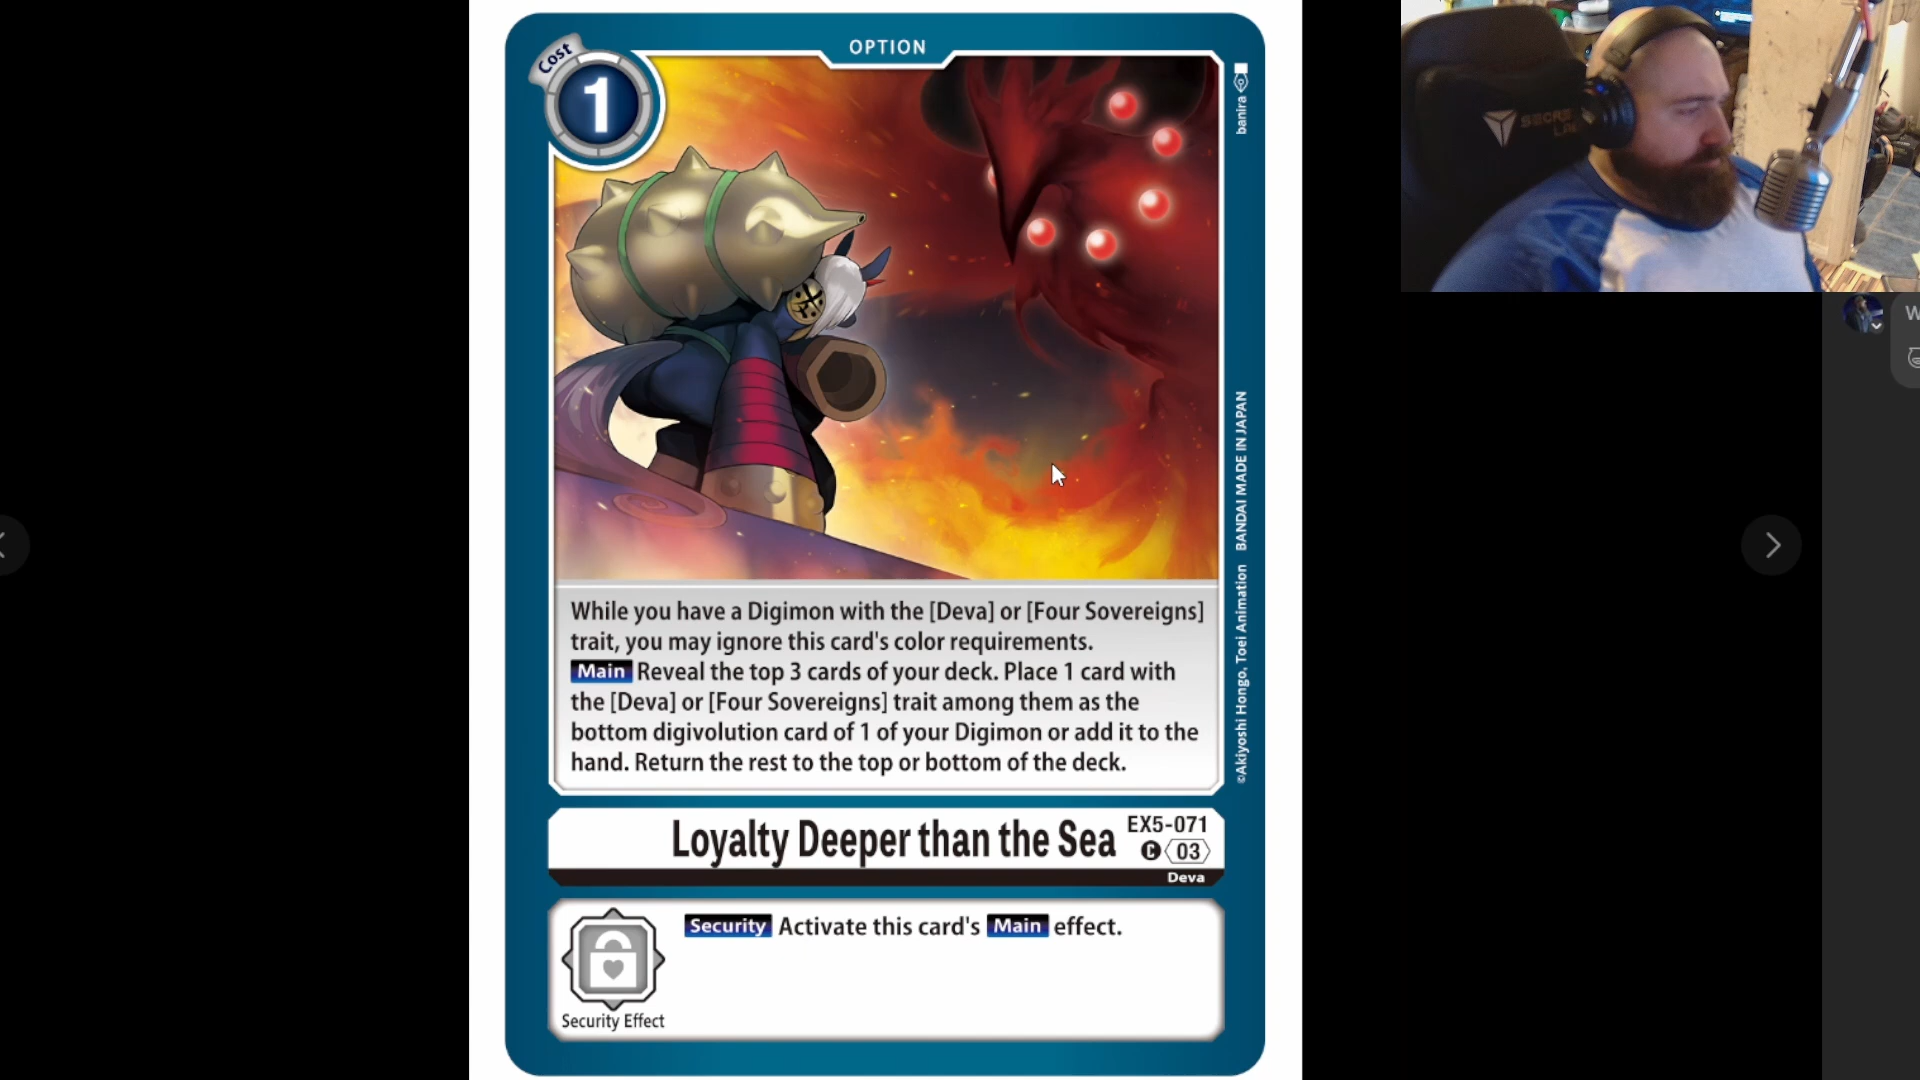 OPTION
Cost
1
banira
BANDAI MADE IN JAPAN
©Akiyoshi Hongo, Toei Animation
While you have a Digimon with the [Deva] or [Four Sovereigns]
trait, you may ignore this card's color requirements.
Main Reveal the top 3 cards of your deck. Place 1 card with
the [Deva] or [Four Sovereigns] trait among them as the
bottom digivolution card of 1 of your Digimon or add it to the
hand. Return the rest to the top or bottom of the deck.
Loyalty Deeper than the Sea
EX5-071
C 03
Deva
Security Activate this card's Main effect.
Security Effect
W